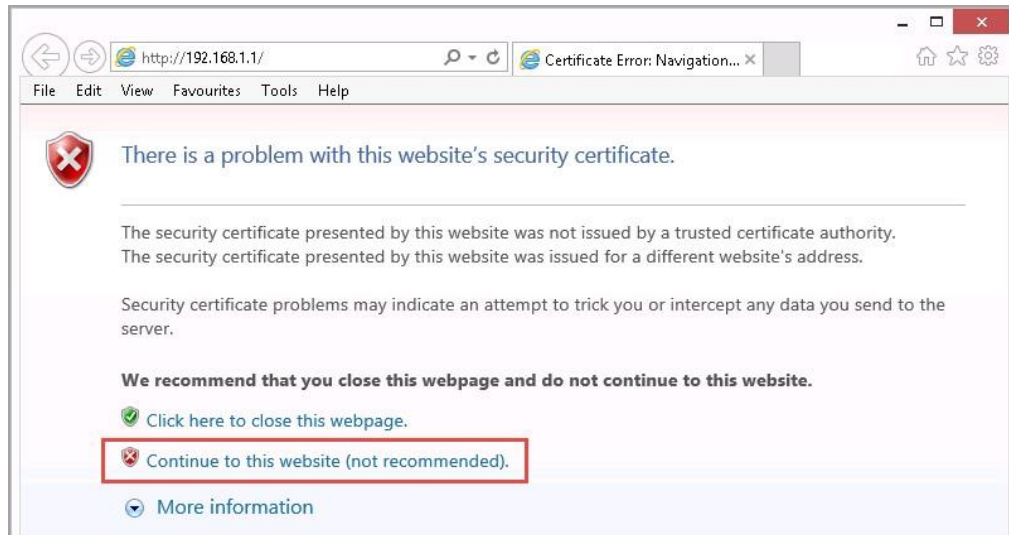 http://192.168.1.1/
Certificate Error: Navigation...
File Edit View Favourites Tools Help
There is a problem with this website's security certificate.
The security certificate presented by this website was not issued by a trusted certificate authority.
The security certificate presented by this website was issued for a different website's address.
Security certificate problems may indicate an attempt to trick you or intercept any data you send to the
server.
We recommend that you close this webpage and do not continue to this website.
Click here to close this webpage.
Continue to this website (not recommended).
More information